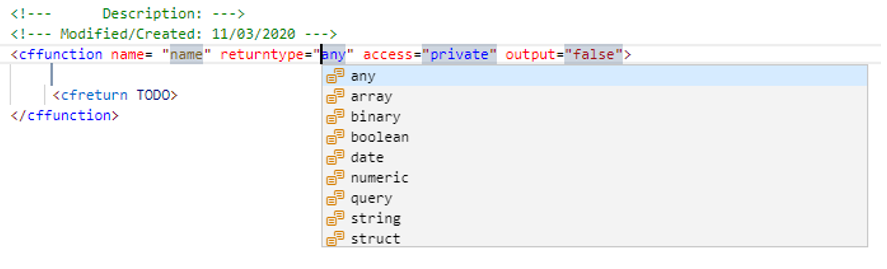 <!---     Description: --->
<!--- Modified/Created: 11/03/2020 --->
<cffunction name= "name" returntype="any" access="private" output="false">
<cfreturn TODO>
</cffunction>
any
array
binary
boolean
date
numeric
query
string
struct